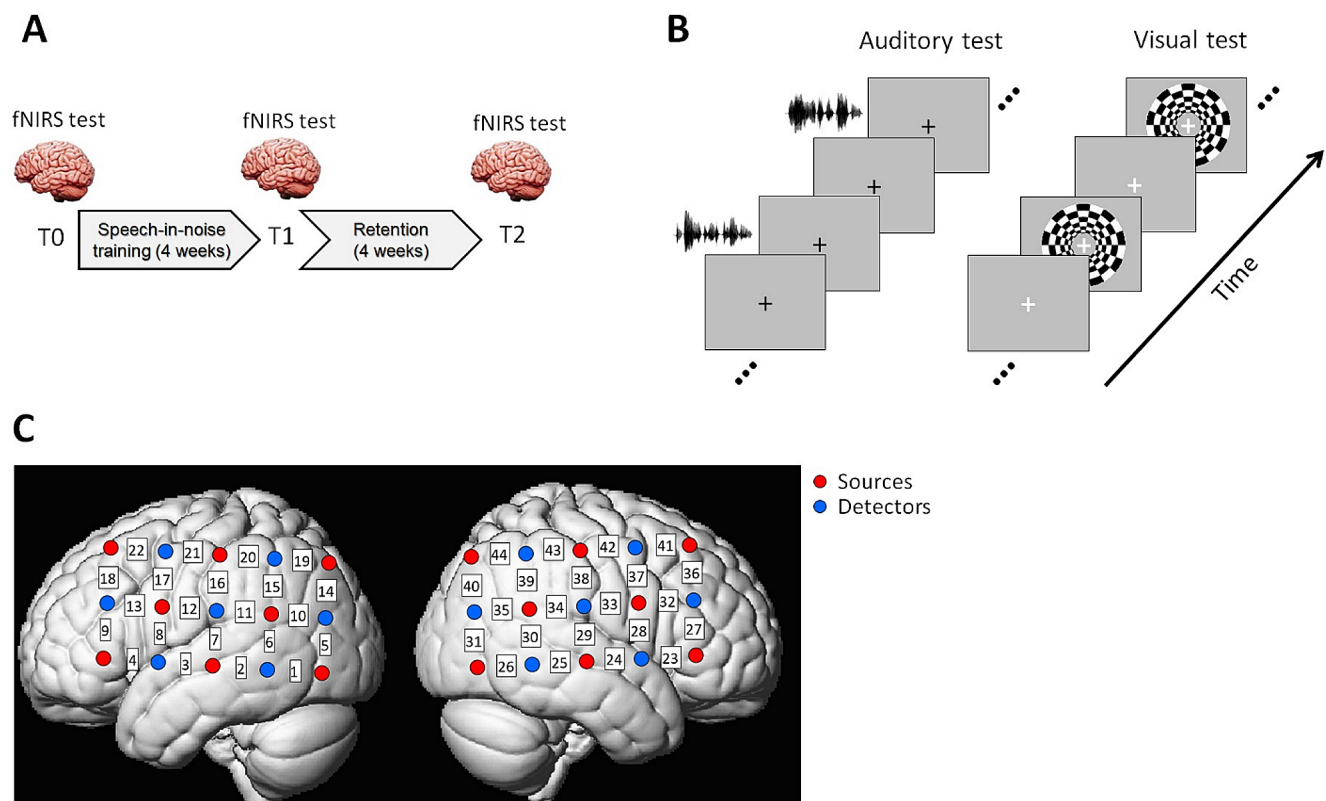 A
fNIRS test
fNIRS test
fNIRS test
T0
Speech-in-noise
training (4 weeks)
T1
Retention
(4 weeks)
T2
B
Auditory test
Visual test
Time
C
Sources
Detectors
22 21 20 19
18 17 16 15 14
13 12 11 10
9 8 7 6 5
4 3 2 1
44 43 42 41
40 39 38 37 36
35 34 33 32
31 30 29 28 27
26 25 24 23